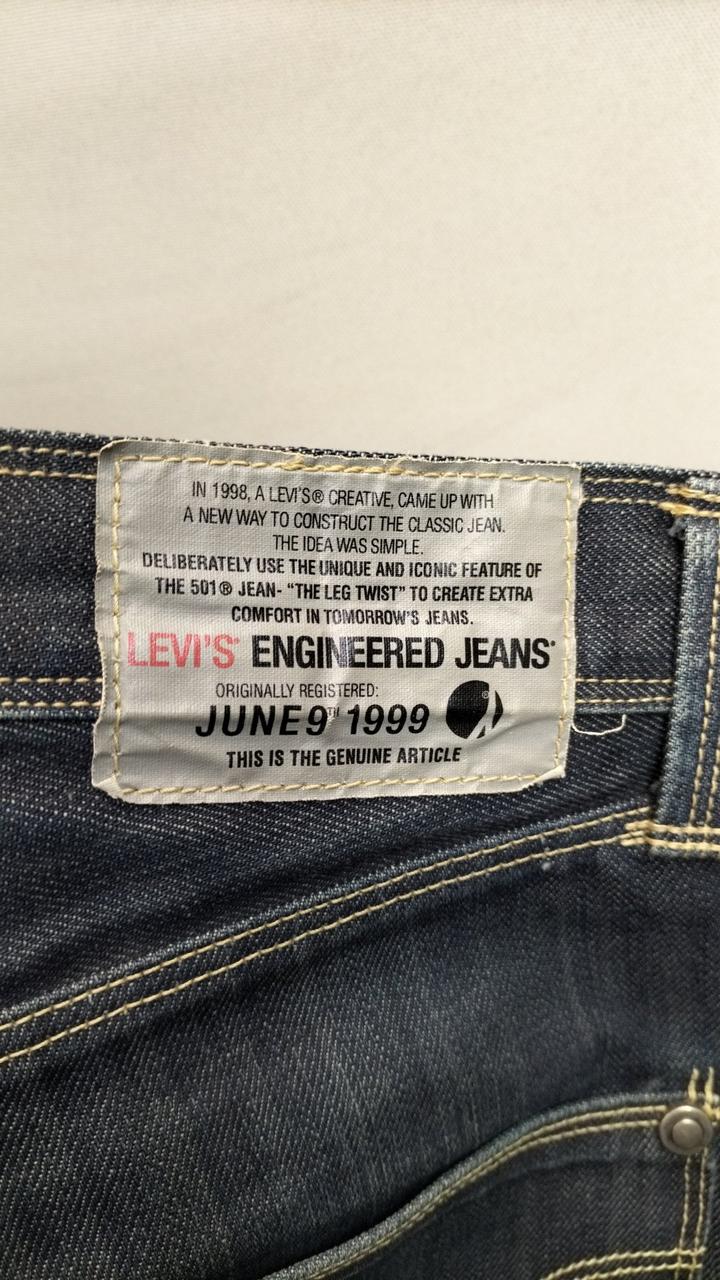 IN 1998, A LEVI'S® CREATIVE, CAME UP WITH
A NEW WAY TO CONSTRUCT THE CLASSIC JEAN.
THE IDEA WAS SIMPLE.
DELIBERATELY USE THE UNIQUE AND ICONIC FEATURE OF
THE 501® JEAN- “THE LEG TWIST” TO CREATE EXTRA
COMFORT IN TOMORROW'S JEANS.
LEVI'S® ENGINEERED JEANS®
ORIGINALLY REGISTERED:
JUNE 9TH 1999 ®
THIS IS THE GENUINE ARTICLE